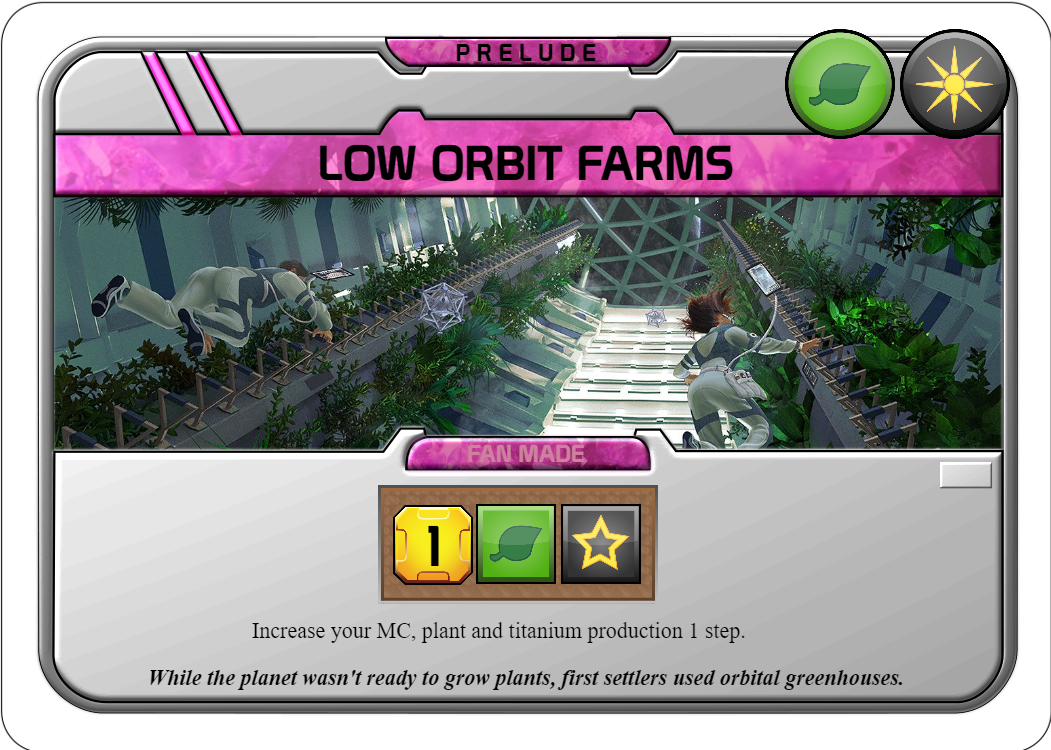 PRELUDE
LOW ORBIT FARMS
FAN MADE
1
Increase your MC, plant and titanium production 1 step.
While the planet wasn't ready to grow plants, first settlers used orbital greenhouses.